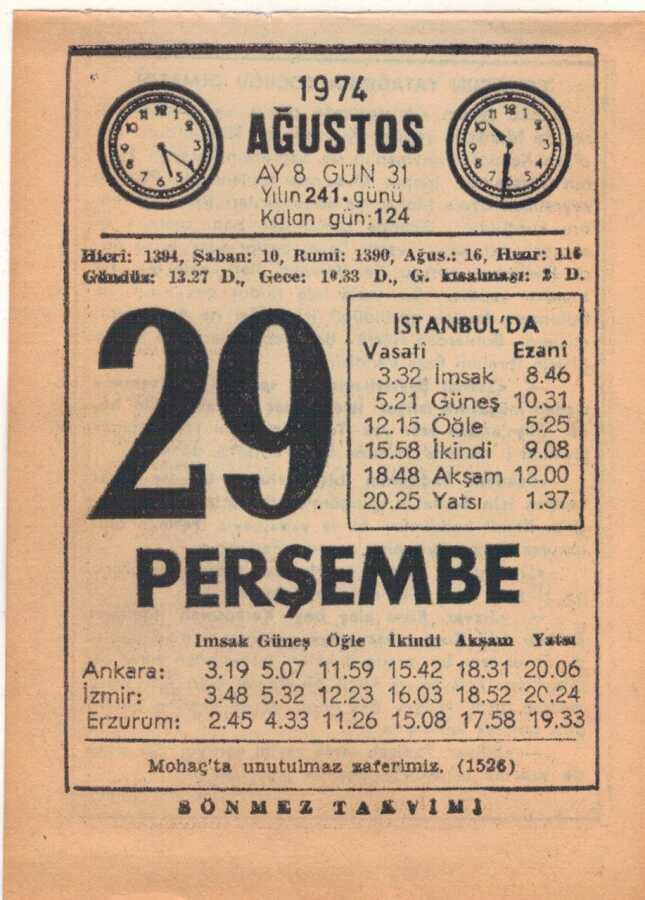 1974
AĞUSTOS
AY 8 GÜN 31
Yılın 241. günü
Kalan gün: 124
Hicrî: 1394, Şaban: 10, Rumî: 1390, Ağus.: 16, Hızır: 116
Gündüz: 13.27 D., Gece: 10.33 D., G. kısalması: 2 D.
29
İSTANBUL'DA
Vasatî Ezanî
3.32 İmsak 8.46
5.21 Güneş 10.31
12.15 Öğle 5.25
15.58 İkindi 9.08
18.48 Akşam 12.00
20.25 Yatsı 1.37
PERŞEMBE
Imsak Güneş Öğle İkindi Akşam Yatsı
Ankara: 3.19 5.07 11.59 15.42 18.31 20.06
İzmir: 3.48 5.32 12.23 16.03 18.52 20.24
Erzurum: 2.45 4.33 11.26 15.08 17.58 19.33
Mohaç'ta unutulmaz zaferimiz. (1526)
SÖNMEZ TAKVİMİ